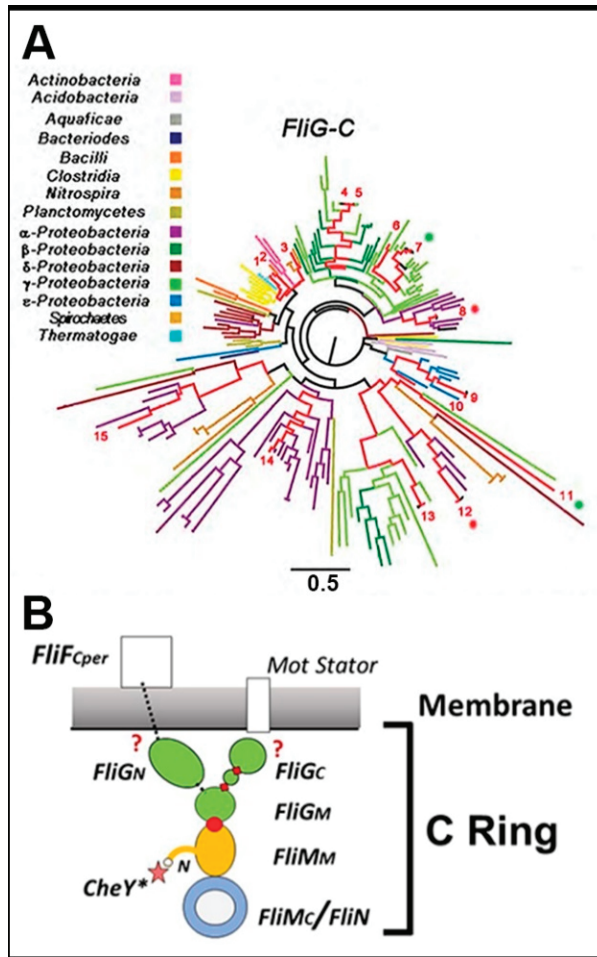 A
Actinobacteria
Acidobacteria
Aquaficae
Bacteriodes
Bacilli
Clostridia
Nitrospira
Planctomycetes
α-Proteobacteria
β-Proteobacteria
δ-Proteobacteria
γ-Proteobacteria
ε-Proteobacteria
Spirochaetes
Thermatogae
FliG-C
4 5
6
7
3
1 2
8
9
10
15
14
11
12
13
0.5
B
FliFCper
Mot Stator
Membrane
? ?
FliGN
FliGC
FliGM
C Ring
FliMM
N
CheY*
FliMC/FliN